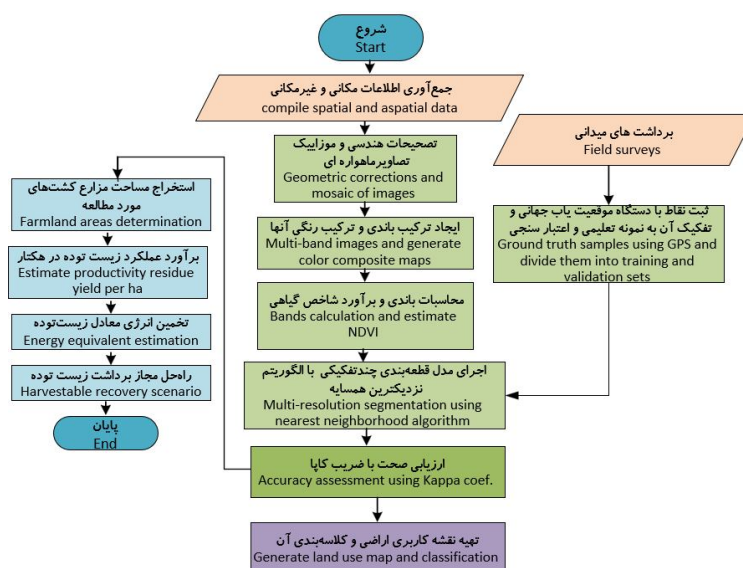 شروع
Start
جمع‌آوری اطلاعات مکانی و غیرمکانی
compile spatial and aspatial data
برداشت های میدانی
Field surveys
تصحیحات هندسی و موزاییک
تصاویرماهواره ای
Geometric corrections and
mosaic of images
ثبت نقاط با دستگاه موقعیت یاب جهانی و
تفکیک آن به نمونه تعلیمی و اعتبار سنجی
Ground truth samples using GPS and
divide them into training and
validation sets
ایجاد ترکیب باندی و ترکیب رنگی آنها
Multi-band images and generate
color composite maps
محاسبات باندی و برآورد شاخص گیاهی
Bands calculation and estimate
NDVI
اجرای مدل قطعه‌بندی چندتفکیکی با الگوریتم
نزدیکترین همسایه
Multi-resolution segmentation using
nearest neighborhood algorithm
ارزیابی صحت با ضریب کاپا
Accuracy assessment using Kappa coef.
تهیه نقشه کاربری اراضی و کلاسه‌بندی آن
Generate land use map and classification
استخراج مساحت مزارع کشت‌های
مورد مطالعه
Farmland areas determination
برآورد عملکرد زیست توده در هکتار
Estimate productivity residue
yield per ha
تخمین انرژی معادل زیست‌توده
Energy equivalent estimation
راه‌حل مجاز برداشت زیست توده
Harvestable recovery scenario
پایان
End